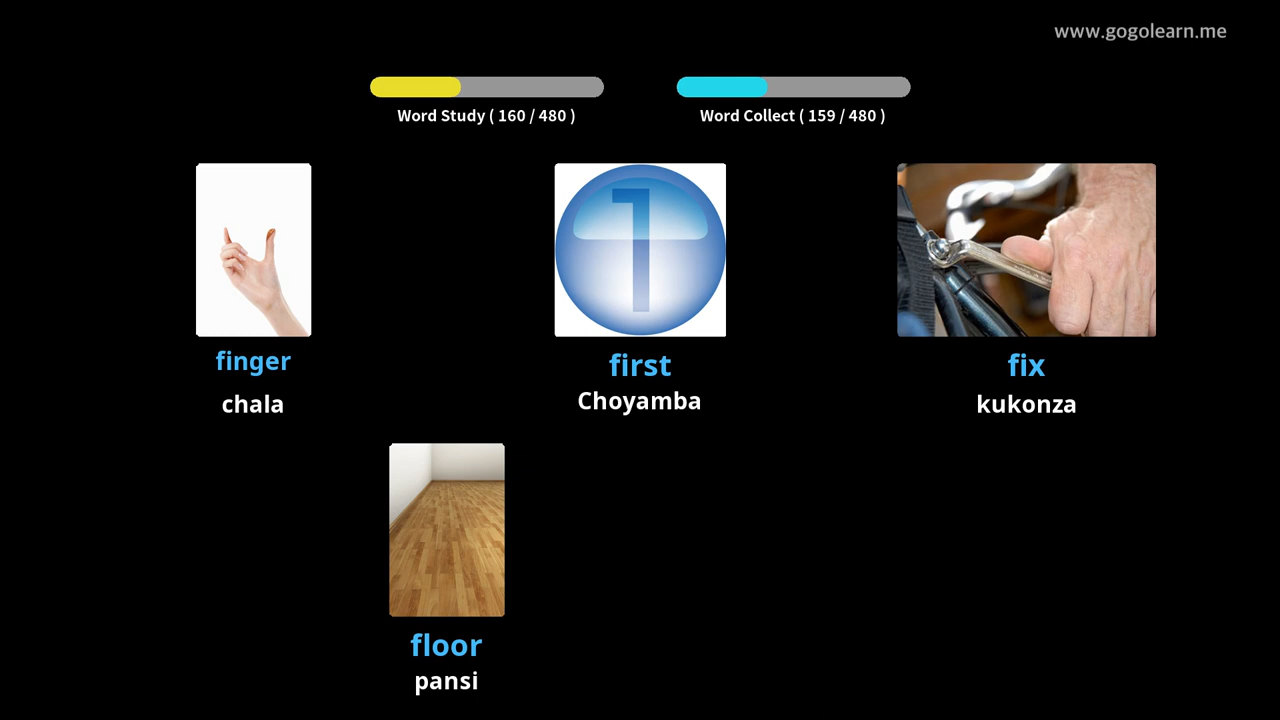 www.gogolearn.me
Word Study ( 160 / 480 )
Word Collect ( 159 / 480 )
1
finger
first
fix
chala
Choyamba
kukonza
floor
pansi